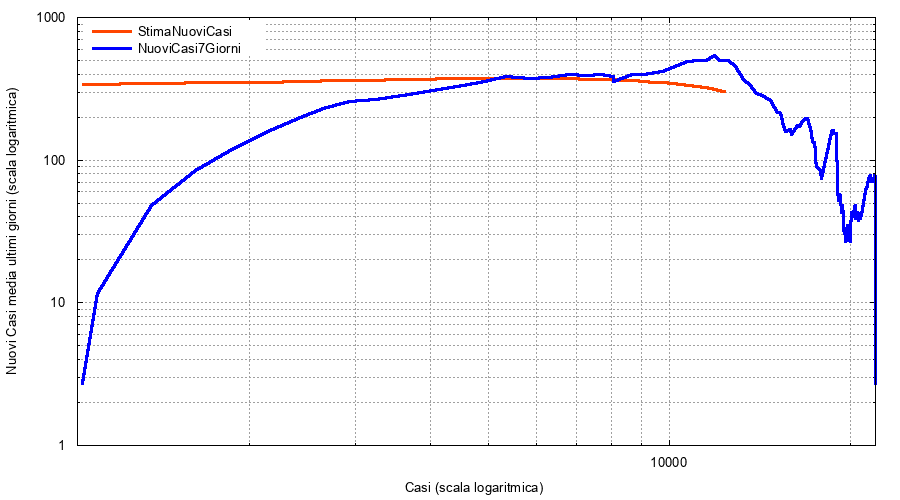 1000
StimaNuoviCasi
NuoviCasi7Giorni
100
10
1
10000
Nuovi Casi media ultimi giorni (scala logaritmica)
Casi (scala logaritmica)